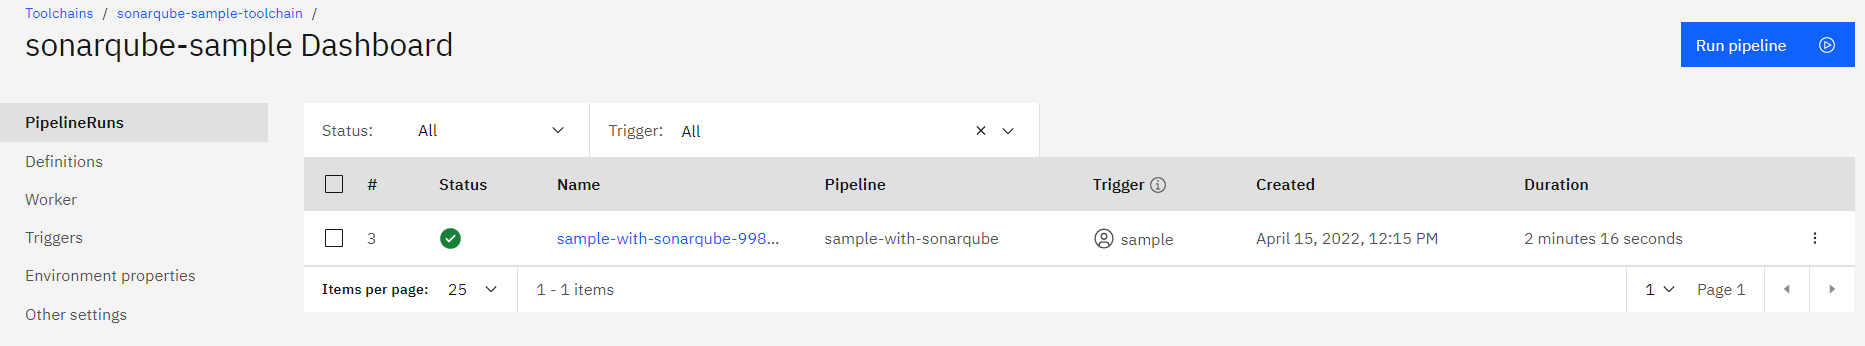 Toolchains / sonarqube-sample-toolchain /
sonarqube-sample Dashboard
Run pipeline
PipelineRuns
Definitions
Worker
Triggers
Environment properties
Other settings
Status: All Trigger: All
# Status Name Pipeline Trigger Created Duration
3 sample-with-sonarqube-998... sample-with-sonarqube sample April 15, 2022, 12:15 PM 2 minutes 16 seconds
Items per page: 25 1 - 1 items 1 Page 1